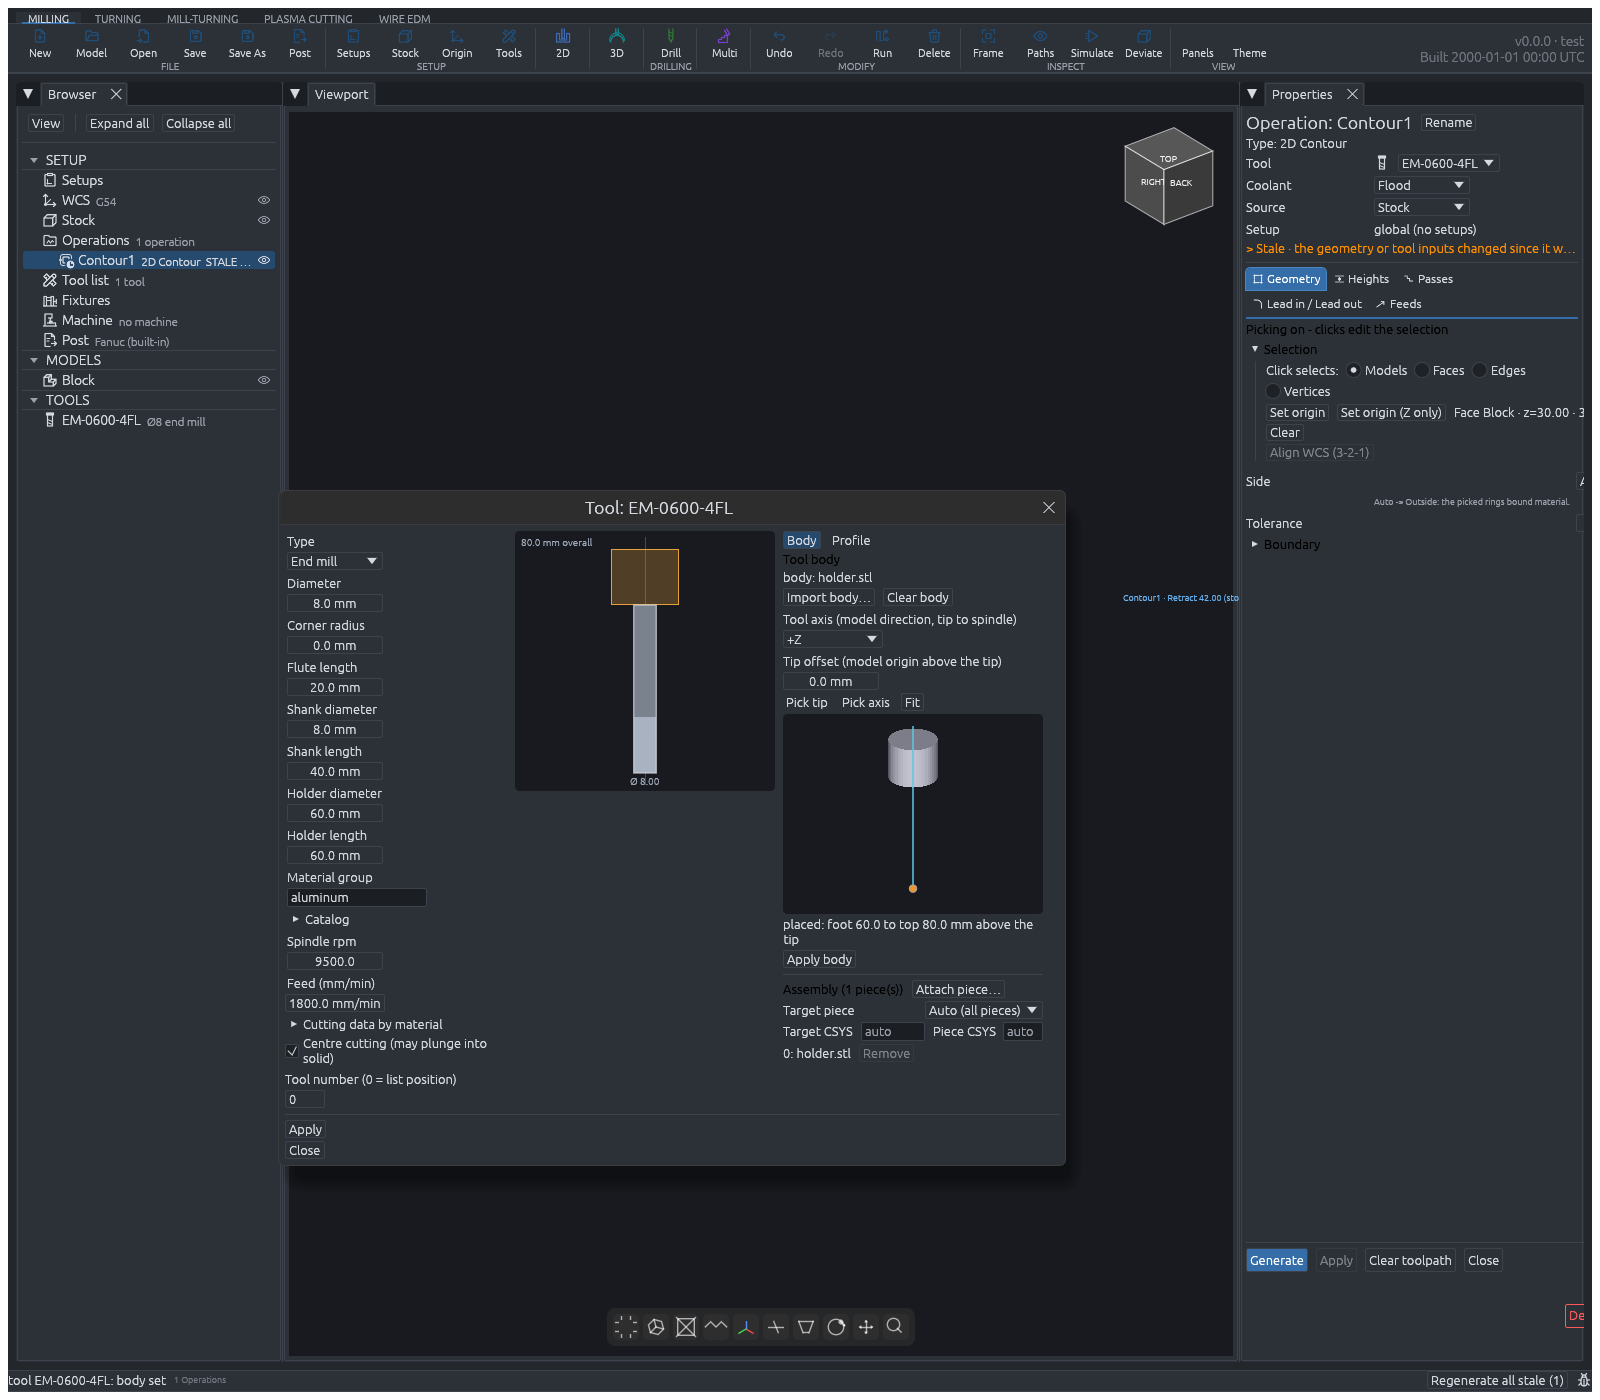 MILLING TURNING MILL-TURNING PLASMA CUTTING WIRE EDM
New Model Open Save Save As Post Setups Stock Origin Tools 2D 3D Drill Multi Undo Redo Run Delete Frame Paths Simulate Deviate Panels Theme
FILE SETUP DRILLING MODIFY INSPECT VIEW
v0.0.0 · test
Built 2000-01-01 00:00 UTC
Browser
View Expand all Collapse all
SETUP
Setups
WCS G54
Stock
Operations 1 operation
Contour1 2D Contour STALE ...
Tool list 1 tool
Fixtures
Machine no machine
Post Fanuc (built-in)
MODELS
Block
TOOLS
EM-0600-4FL Ø8 end mill
Viewport
TOP
RIGHT BACK
Contour1 · Retract 42.00 (sto
Tool: EM-0600-4FL
Type
End mill
Diameter
8.0 mm
Corner radius
0.0 mm
Flute length
20.0 mm
Shank diameter
8.0 mm
Shank length
40.0 mm
Holder diameter
60.0 mm
Holder length
60.0 mm
Material group
aluminum
Catalog
Spindle rpm
9500.0
Feed (mm/min)
1800.0 mm/min
Cutting data by material
Centre cutting (may plunge into
solid)
Tool number (0 = list position)
0
Apply
Close
80.0 mm overall
Ø 8.00
Body Profile
Tool body
body: holder.stl
Import body... Clear body
Tool axis (model direction, tip to spindle)
+Z
Tip offset (model origin above the tip)
0.0 mm
Pick tip Pick axis Fit
placed: foot 60.0 to top 80.0 mm above the
tip
Apply body
Assembly (1 piece(s)) Attach piece...
Target piece Auto (all pieces)
Target CSYS auto Piece CSYS auto
0: holder.stl Remove
Properties
Operation: Contour1 Rename
Type: 2D Contour
Tool EM-0600-4FL
Coolant Flood
Source Stock
Setup global (no setups)
> Stale · the geometry or tool inputs changed since it w...
Geometry Heights Passes
Lead in / Lead out Feeds
Picking on - clicks edit the selection
Selection
Click selects: Models Faces Edges
Vertices
Set origin Set origin (Z only) Face Block · z=30.00 · 3
Clear
Align WCS (3-2-1)
Side
Auto -> Outside: the picked rings bound material.
Tolerance
Boundary
Generate Apply Clear toolpath Close
De
tool EM-0600-4FL: body set 1 Operations
Regenerate all stale (1)